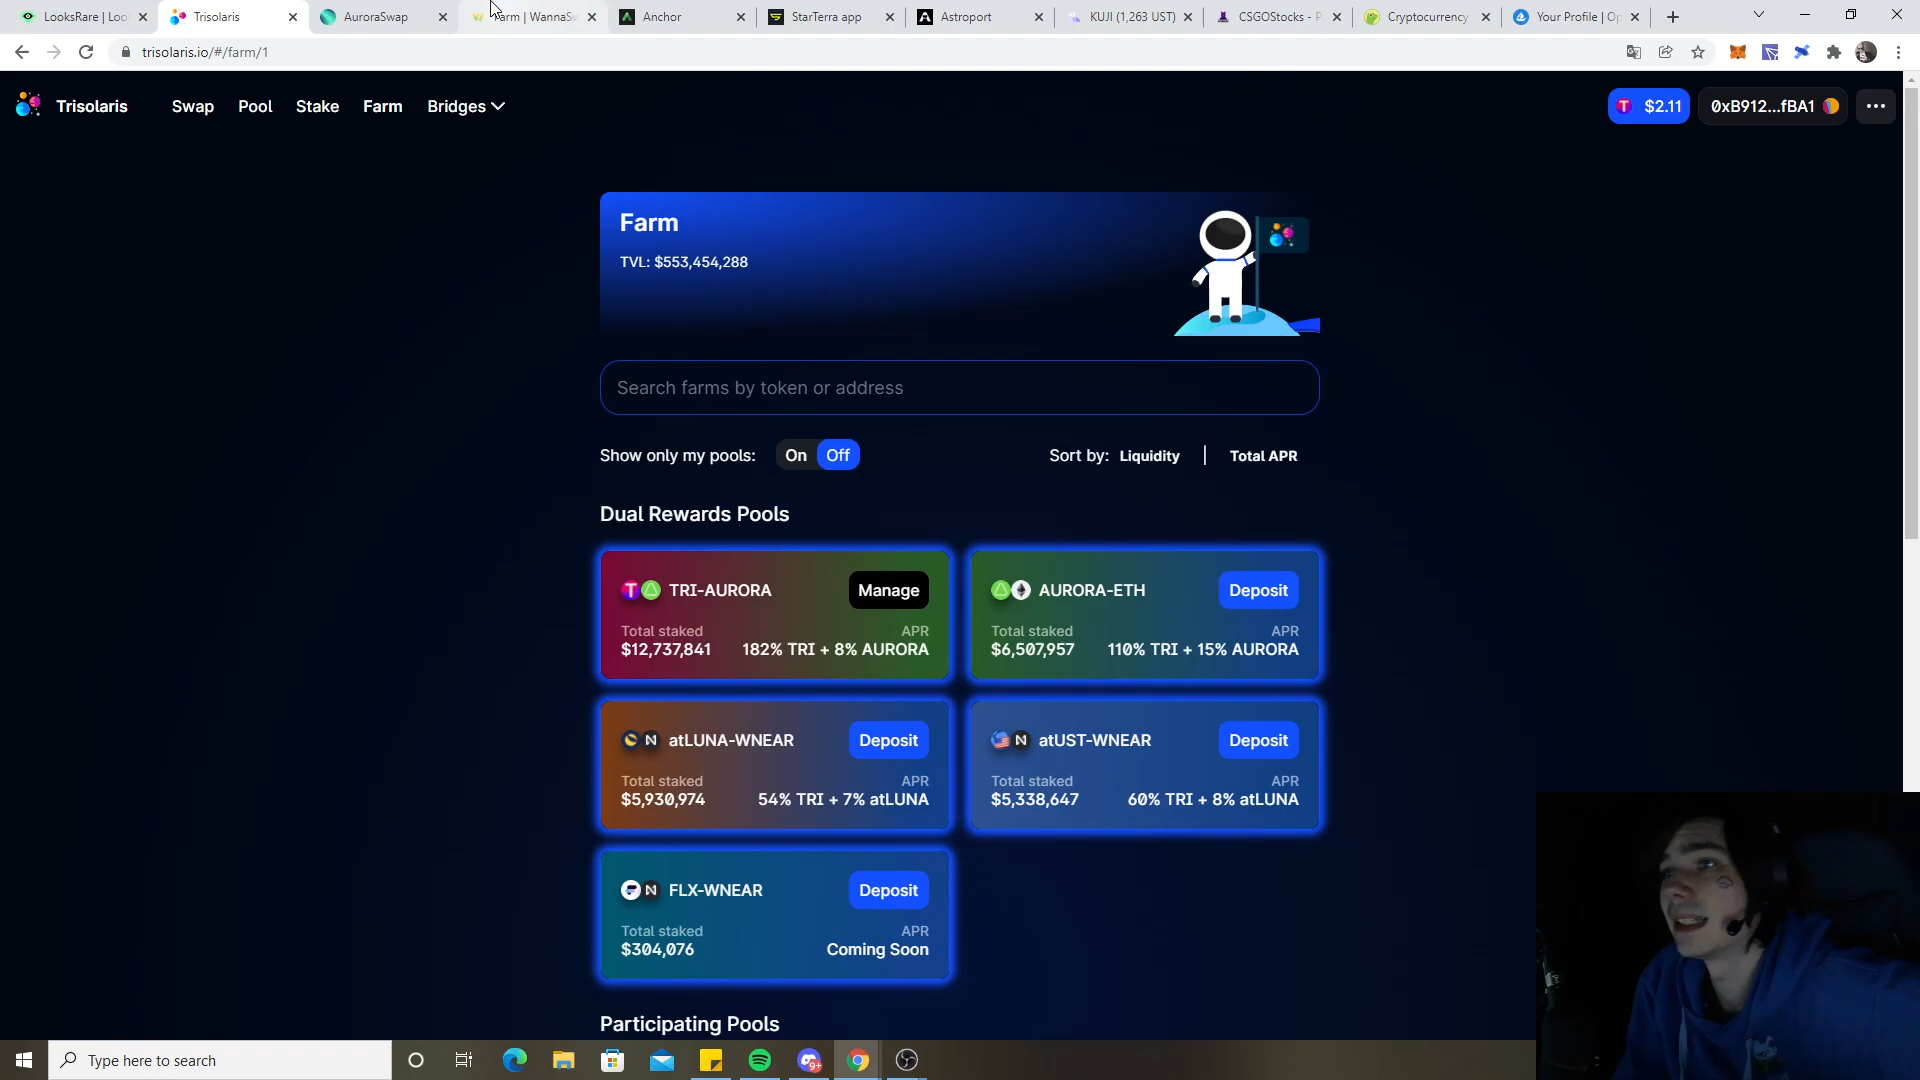 LooksRare | Loo
Trisolaris
AuroraSwap
Farm | WannaSw
Anchor
StarTerra app
Astroport
KUJI (1,263 UST)
CSGOStocks - P
Cryptocurrency
Your Profile | Op
trisolaris.io/#/farm/1
Trisolaris
Swap
Pool
Stake
Farm
Bridges
$2.11
0xB912...fBA1
Farm
TVL: $553,454,288
Search farms by token or address
Show only my pools:
On
Off
Sort by:
Liquidity
Total APR
Dual Rewards Pools
TRI-AURORA
Manage
Total staked
APR
$12,737,841
182% TRI + 8% AURORA
AURORA-ETH
Deposit
Total staked
APR
$6,507,957
110% TRI + 15% AURORA
atLUNA-WNEAR
Deposit
Total staked
APR
$5,930,974
54% TRI + 7% atLUNA
atUST-WNEAR
Deposit
Total staked
APR
$5,338,647
60% TRI + 8% atLUNA
FLX-WNEAR
Deposit
Total staked
APR
$304,076
Coming Soon
Participating Pools
Type here to search